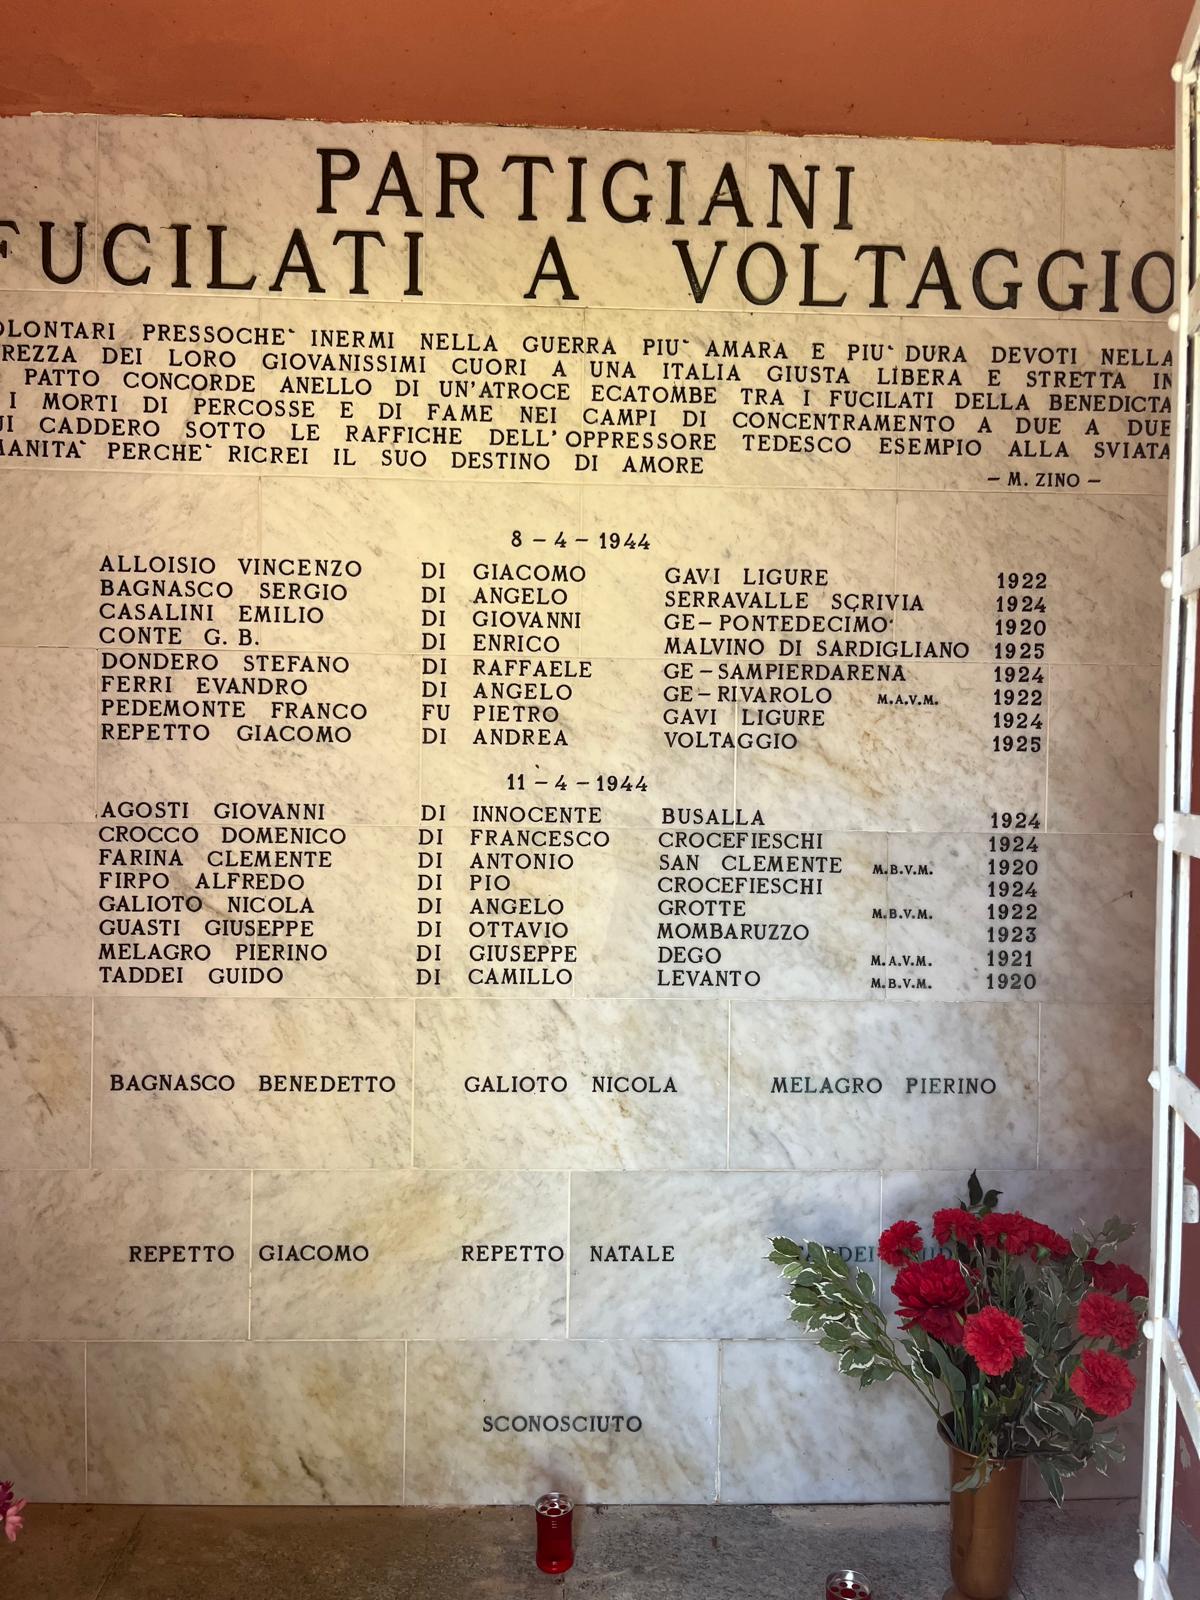 PARTIGIANI
FUCILATI A VOLTAGGIO
OLONTARI PRESSOCHE` INERMI NELLA GUERRA PIU` AMARA E PIU` DURA DEVOTI NELLA
REZZA DEI LORO GIOVANISSIMI CUORI A UNA ITALIA GIUSTA LIBERA E STRETTA IN
PATTO CONCORDE ANELLO DI UN'ATROCE ECATOMBE TRA I FUCILATI DELLA BENEDICTA
I MORTI DI PERCOSSE E DI FAME NEI CAMPI DI CONCENTRAMENTO A DUE A DUE
UI CADDERO SOTTO LE RAFFICHE DELL'OPPRESSORE TEDESCO ESEMPIO ALLA SVIATA
MANITA` PERCHE` RICREI IL SUO DESTINO DI AMORE
– M. ZINO –
8 – 4 – 1944
ALLOISIO VINCENZO DI GIACOMO GAVI LIGURE 1922
BAGNASCO SERGIO DI ANGELO SERRAVALLE SCRIVIA 1924
CASALINI EMILIO DI GIOVANNI GE – PONTEDECIMO 1920
CONTE G. B. DI ENRICO MALVINO DI SARDIGLIANO 1925
DONDERO STEFANO DI RAFFAELE GE – SAMPIERDARENA 1924
FERRI EVANDRO DI ANGELO GE – RIVAROLO M.A.V.M. 1922
PEDEMONTE FRANCO FU PIETRO GAVI LIGURE 1924
REPETTO GIACOMO DI ANDREA VOLTAGGIO 1925
11 – 4 – 1944
AGOSTI GIOVANNI DI INNOCENTE BUSALLA 1924
CROCCO DOMENICO DI FRANCESCO CROCEFIESCHI 1924
FARINA CLEMENTE DI ANTONIO SAN CLEMENTE M.B.V.M. 1920
FIRPO ALFREDO DI PIO CROCEFIESCHI 1924
GALIOTO NICOLA DI ANGELO GROTTE M.B.V.M. 1922
GUASTI GIUSEPPE DI OTTAVIO MOMBARUZZO 1923
MELAGRO PIERINO DI GIUSEPPE DEGO M.A.V.M. 1921
TADDEI GUIDO DI CAMILLO LEVANTO M.B.V.M. 1920
BAGNASCO BENEDETTO GALIOTO NICOLA MELAGRO PIERINO
REPETTO GIACOMO REPETTO NATALE
SCONOSCIUTO